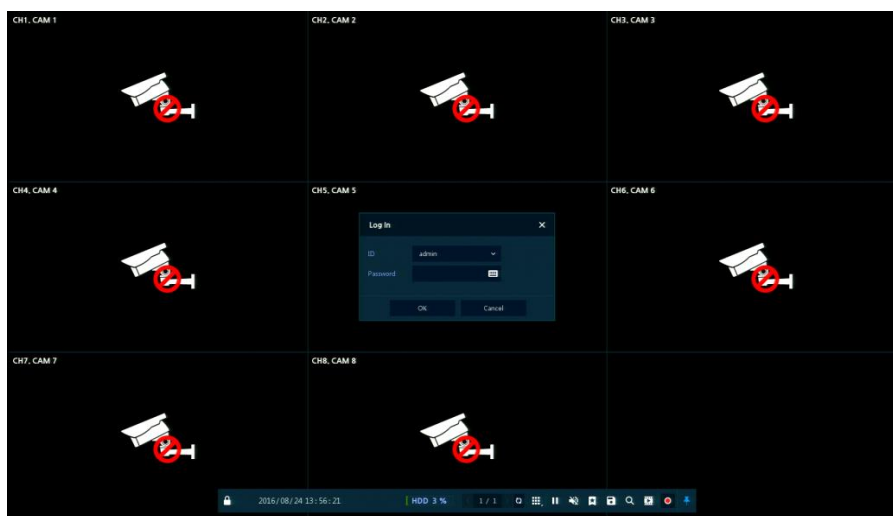 CH1. CAM 1
CH2. CAM 2
CH3. CAM 3
CH4. CAM 4
CH5. CAM 5
CH6. CAM 6
Log In
ID admin
Password
OK Cancel
CH7. CAM 7
CH8. CAM 8
2016/08/24 13:56:21 HDD 3 % 1 / 1